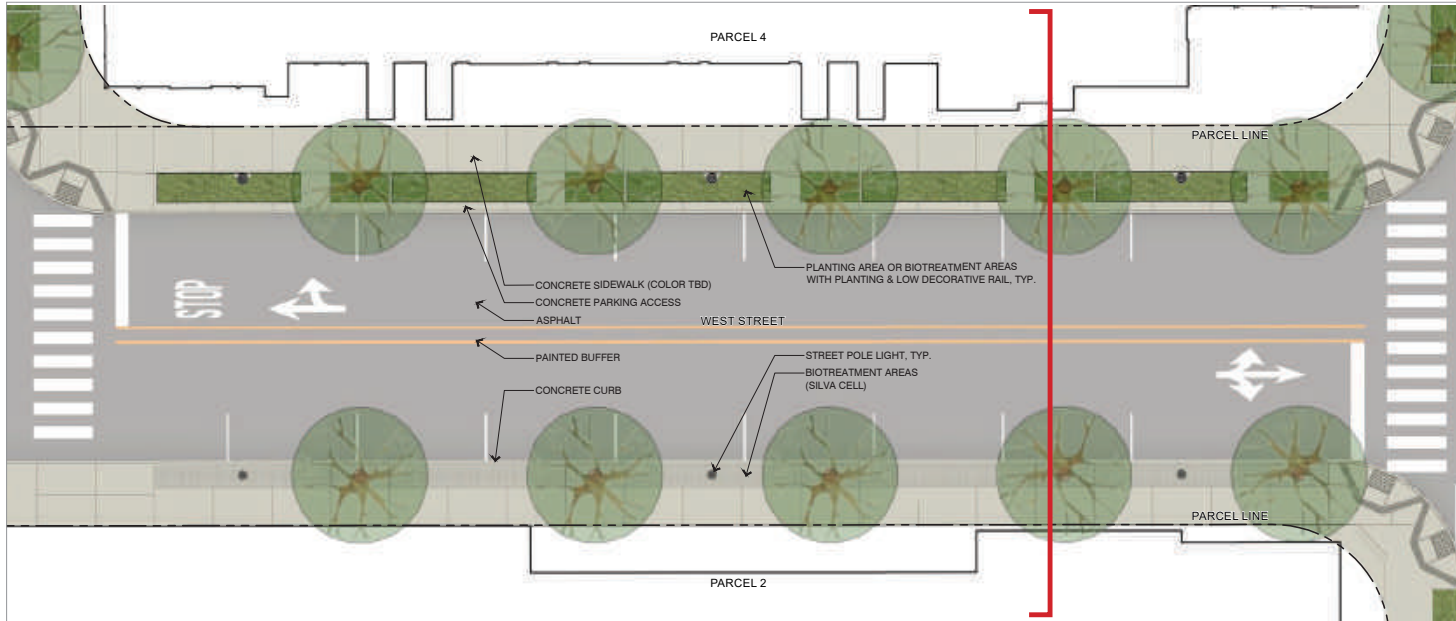 PARCEL 4
PARCEL LINE
PLANTING AREA OR BIOTREATMENT AREAS
WITH PLANTING & LOW DECORATIVE RAIL, TYP.
CONCRETE SIDEWALK (COLOR TBD)
CONCRETE PARKING ACCESS
ASPHALT
STOP
WEST STREET
PAINTED BUFFER
CONCRETE CURB
STREET POLE LIGHT, TYP.
BIOTREATMENT AREAS
(SILVA CELL)
PARCEL LINE
PARCEL 2